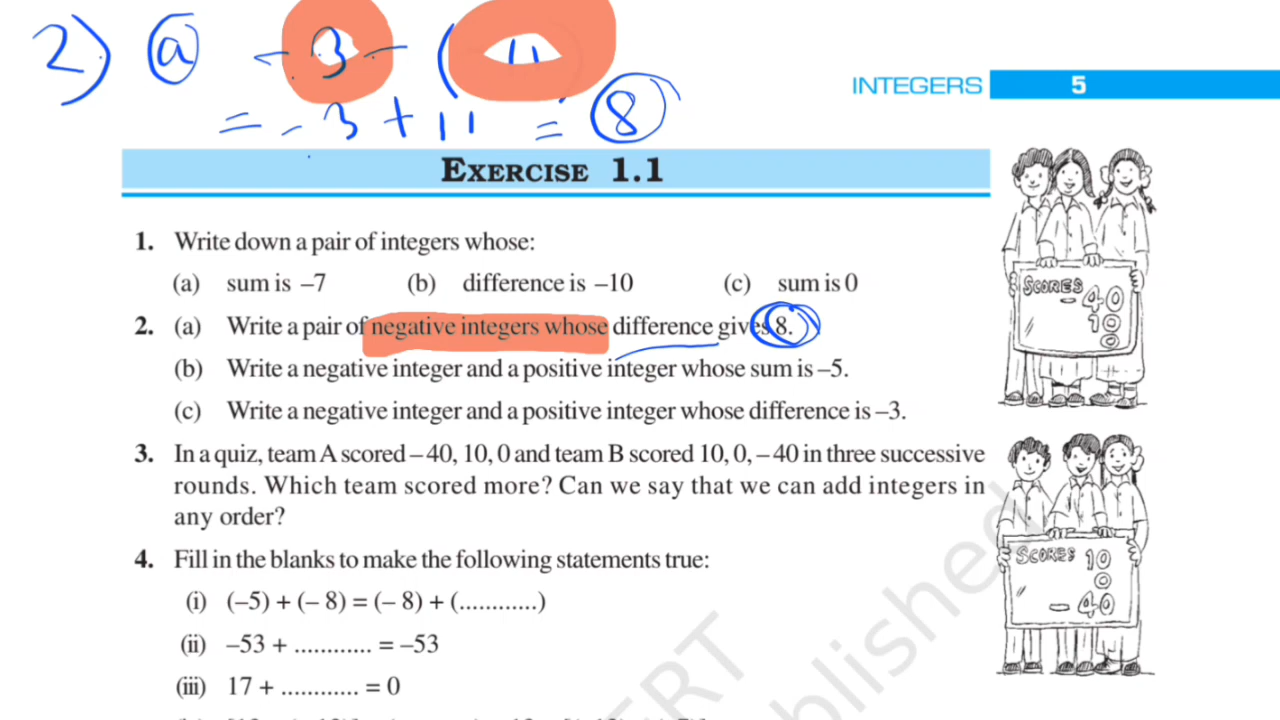 2) a - 3 - ( 11
= - 3 + 11 = 8
INTEGERS 5
EXERCISE 1.1
1. Write down a pair of integers whose:
(a) sum is –7 (b) difference is –10 (c) sum is 0
2. (a) Write a pair of negative integers whose difference gives 8.
(b) Write a negative integer and a positive integer whose sum is –5.
(c) Write a negative integer and a positive integer whose difference is –3.
3. In a quiz, team A scored – 40, 10, 0 and team B scored 10, 0, – 40 in three successive
rounds. Which team scored more? Can we say that we can add integers in
any order?
4. Fill in the blanks to make the following statements true:
(i) (–5) + (– 8) = (– 8) + (............)
(ii) –53 + ............ = –53
(iii) 17 + ............ = 0
SCORES
- 40
10
0
SCORES 10
0
- 40